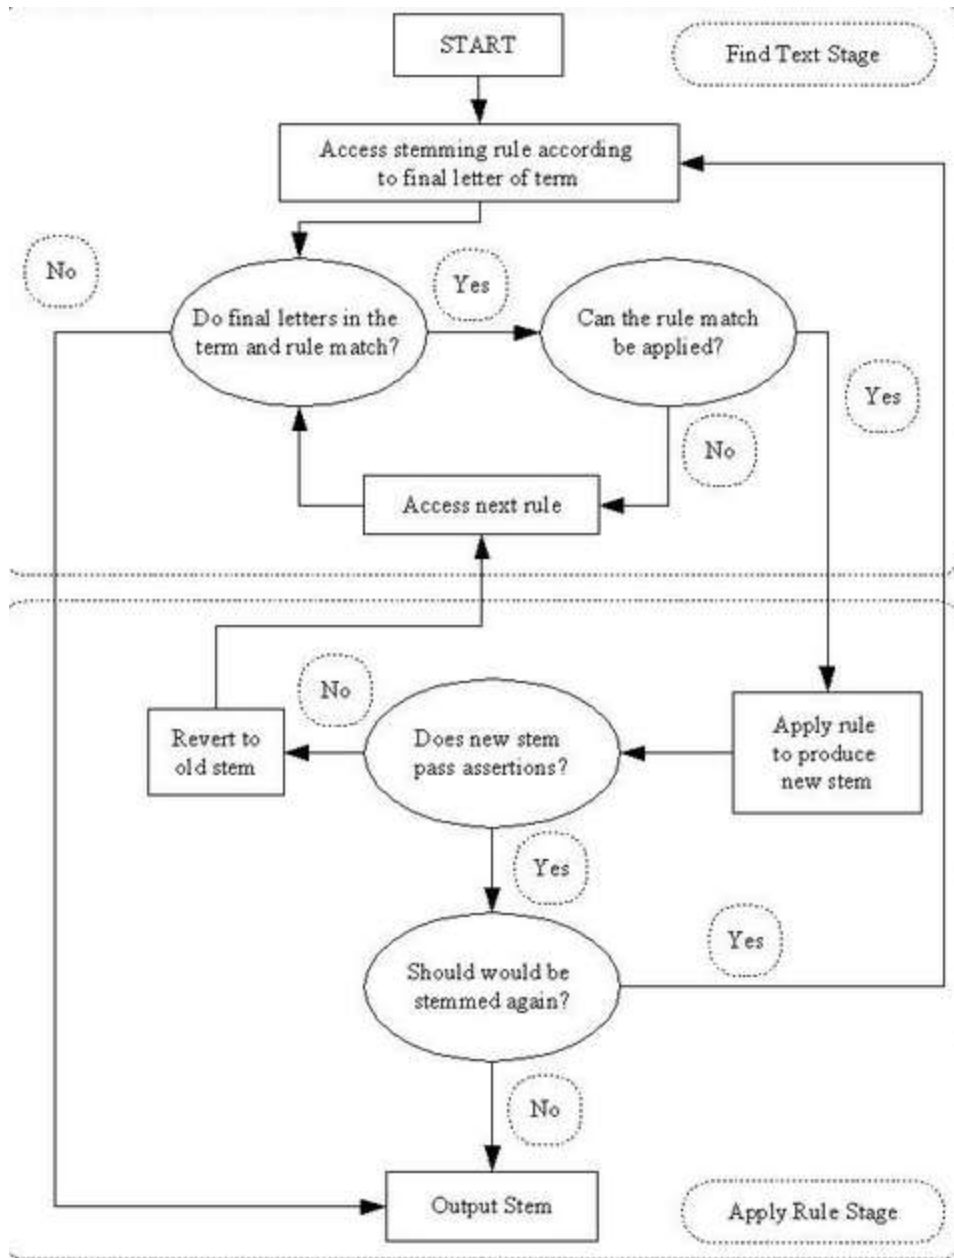 START
Find Text Stage
Access stemming rule according
to final letter of term
No
Yes
Do final letters in the
term and rule match?
Can the rule match
be applied?
Yes
No
Access next rule
No
Revert to
old stem
Does new stem
pass assertions?
Apply rule
to produce
new stem
Yes
Yes
Should would be
stemmed again?
No
Output Stem
Apply Rule Stage